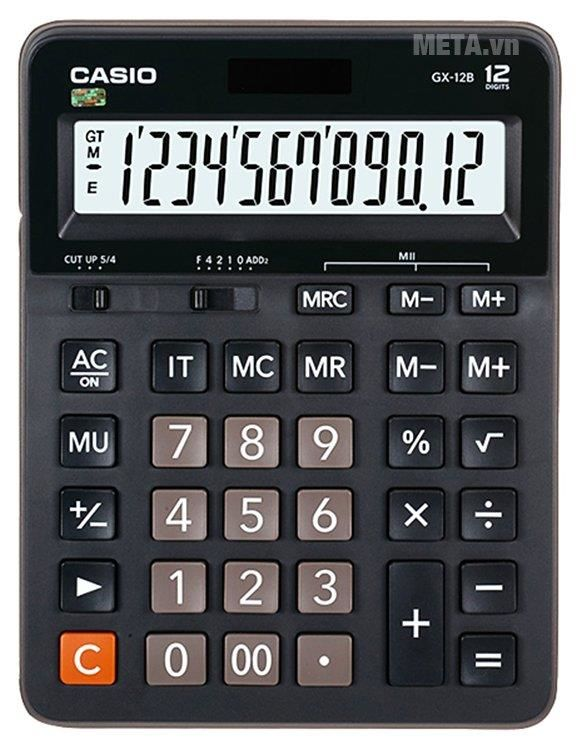 META.vn
CASIO GX-12B 12
DIGITS
GT
M
E
1'234'567'890.12
CUT UP 5/4 F 4 2 1 0 ADD₂ MII
MRC M− M+
AC
ON
IT MC MR M− M+
MU 7 8 9 % √
+/− 4 5 6 × ÷
▶ 1 2 3 + −
C 0 00 · =